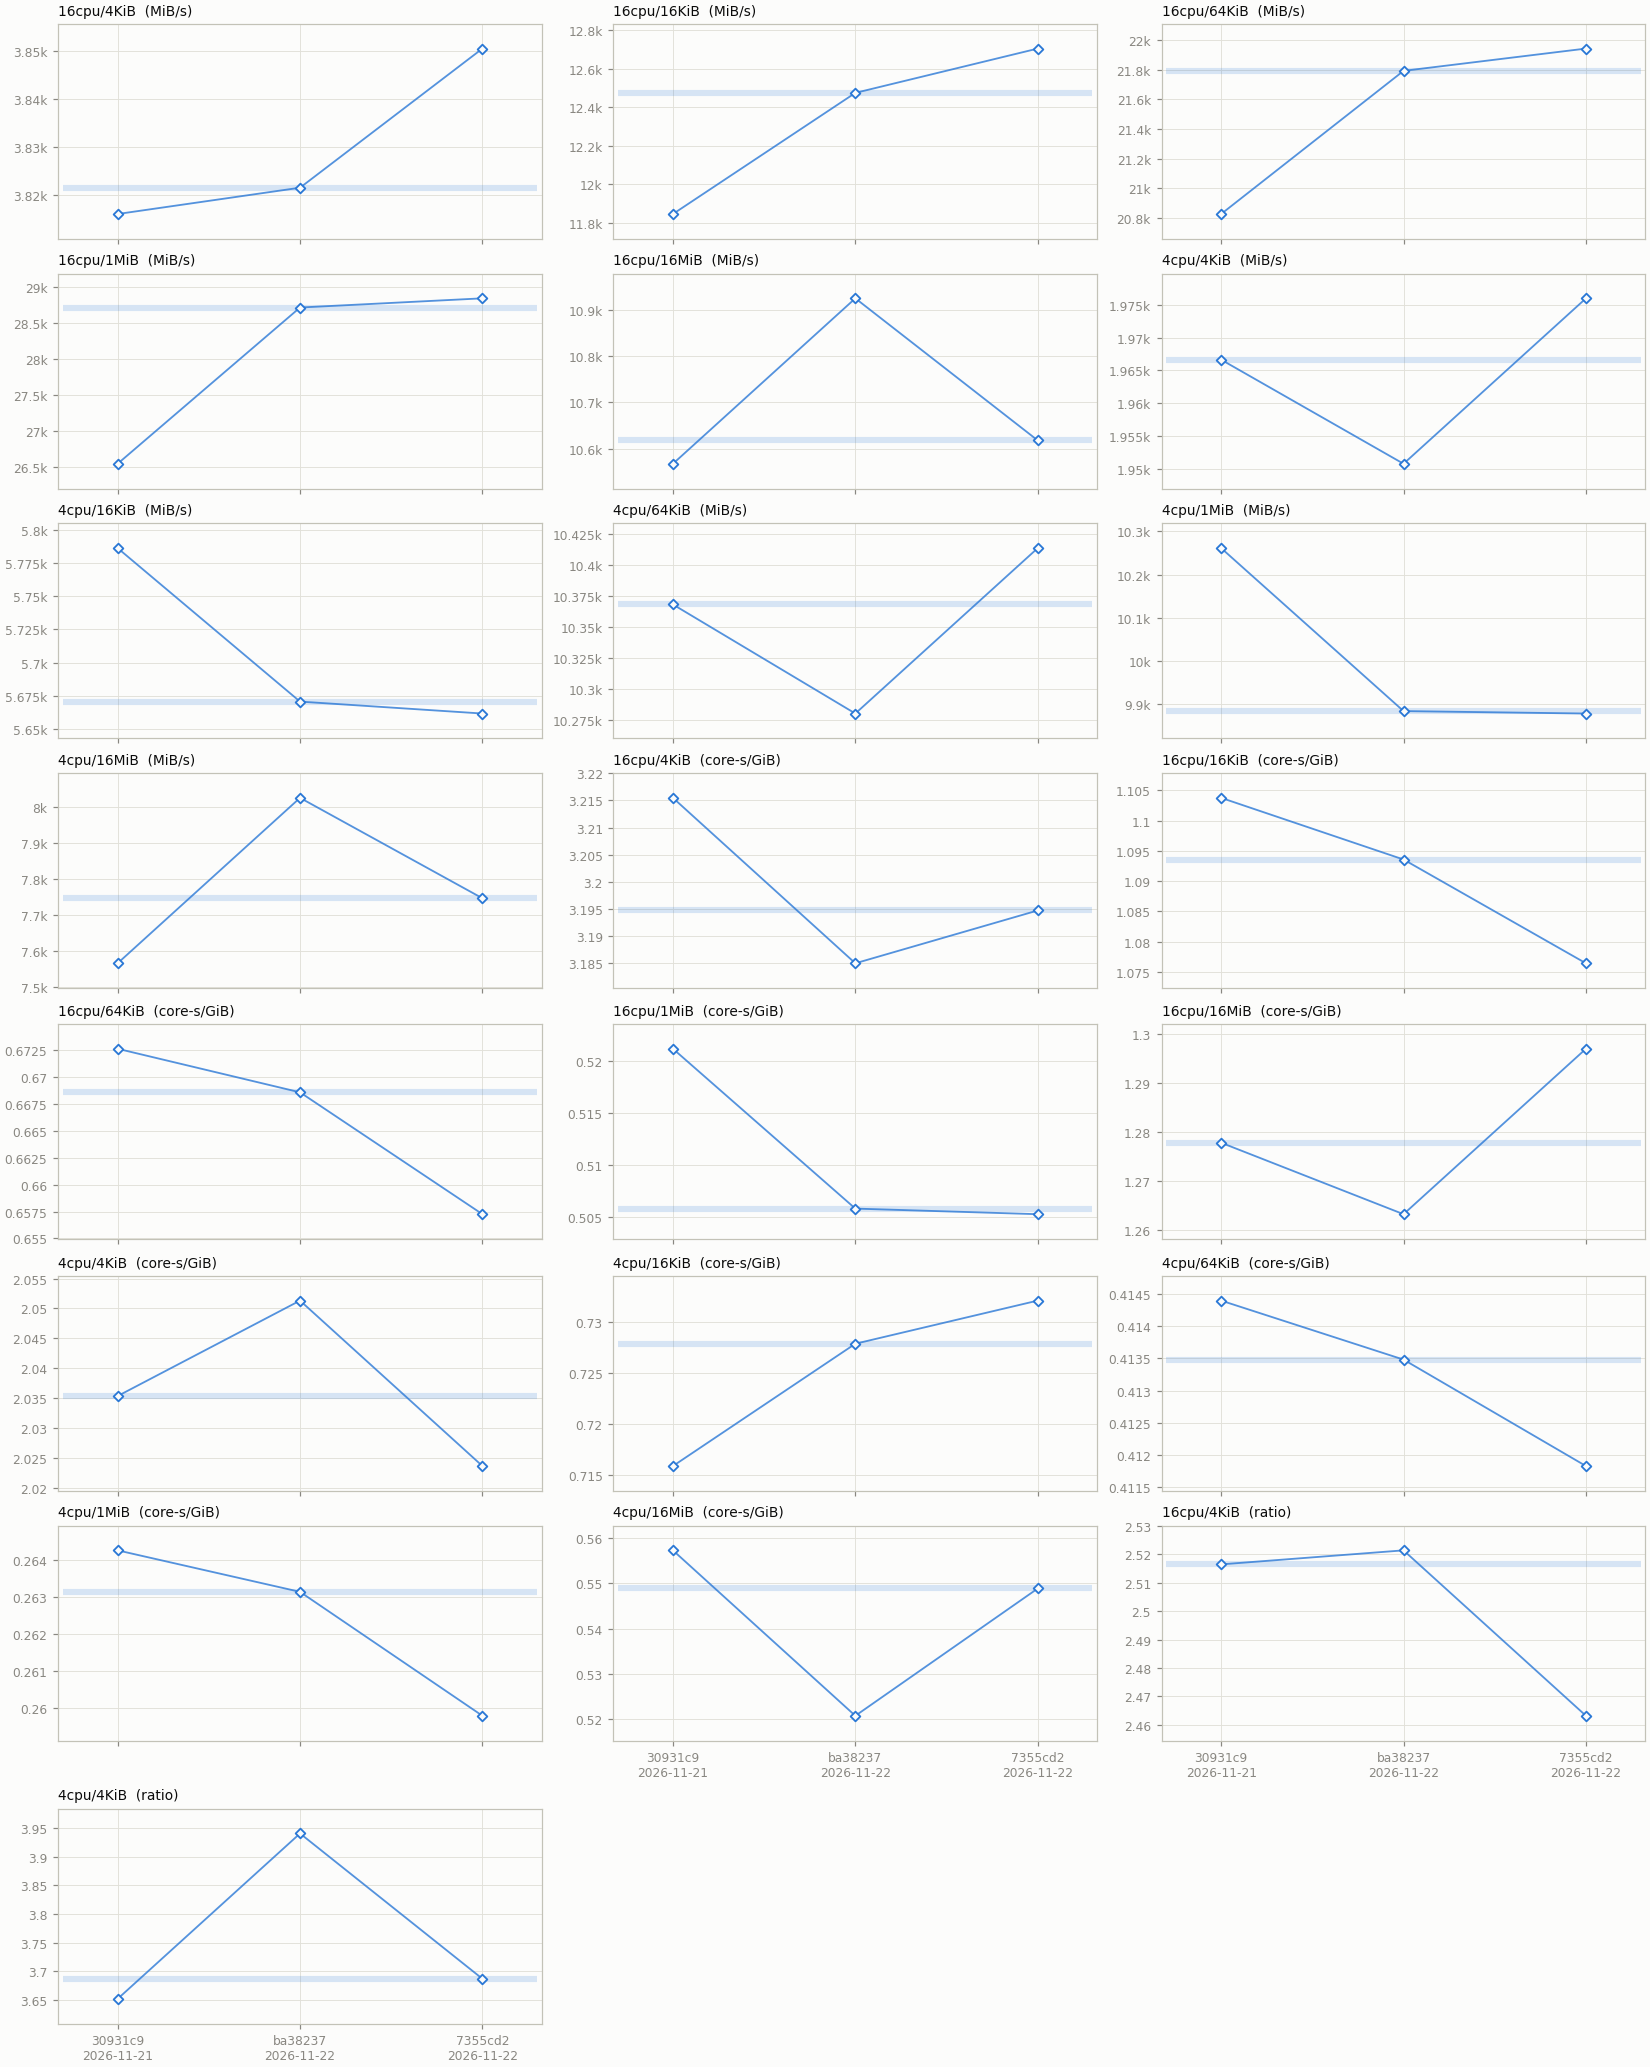 16cpu/4KiB (MiB/s)
3.85k
3.84k
3.83k
3.82k
16cpu/16KiB (MiB/s)
12.8k
12.6k
12.4k
12.2k
12k
11.8k
16cpu/64KiB (MiB/s)
22k
21.8k
21.6k
21.4k
21.2k
21k
20.8k
16cpu/1MiB (MiB/s)
29k
28.5k
28k
27.5k
27k
26.5k
16cpu/16MiB (MiB/s)
10.9k
10.8k
10.7k
10.6k
4cpu/4KiB (MiB/s)
1.975k
1.97k
1.965k
1.96k
1.955k
1.95k
4cpu/16KiB (MiB/s)
5.8k
5.775k
5.75k
5.725k
5.7k
5.675k
5.65k
4cpu/64KiB (MiB/s)
10.425k
10.4k
10.375k
10.35k
10.325k
10.3k
10.275k
4cpu/1MiB (MiB/s)
10.3k
10.2k
10.1k
10k
9.9k
4cpu/16MiB (MiB/s)
8k
7.9k
7.8k
7.7k
7.6k
7.5k
16cpu/4KiB (core-s/GiB)
3.22
3.215
3.21
3.205
3.2
3.195
3.19
3.185
16cpu/16KiB (core-s/GiB)
1.105
1.1
1.095
1.09
1.085
1.08
1.075
16cpu/64KiB (core-s/GiB)
0.6725
0.67
0.6675
0.665
0.6625
0.66
0.6575
0.655
16cpu/1MiB (core-s/GiB)
0.52
0.515
0.51
0.505
16cpu/16MiB (core-s/GiB)
1.3
1.29
1.28
1.27
1.26
4cpu/4KiB (core-s/GiB)
2.055
2.05
2.045
2.04
2.035
2.03
2.025
2.02
4cpu/16KiB (core-s/GiB)
0.73
0.725
0.72
0.715
4cpu/64KiB (core-s/GiB)
0.4145
0.414
0.4135
0.413
0.4125
0.412
0.4115
4cpu/1MiB (core-s/GiB)
0.264
0.263
0.262
0.261
0.26
4cpu/16MiB (core-s/GiB)
0.56
0.55
0.54
0.53
0.52
30931c9
2026-11-21
ba38237
2026-11-22
7355cd2
2026-11-22
16cpu/4KiB (ratio)
2.53
2.52
2.51
2.5
2.49
2.48
2.47
2.46
30931c9
2026-11-21
ba38237
2026-11-22
7355cd2
2026-11-22
4cpu/4KiB (ratio)
3.95
3.9
3.85
3.8
3.75
3.7
3.65
30931c9
2026-11-21
ba38237
2026-11-22
7355cd2
2026-11-22